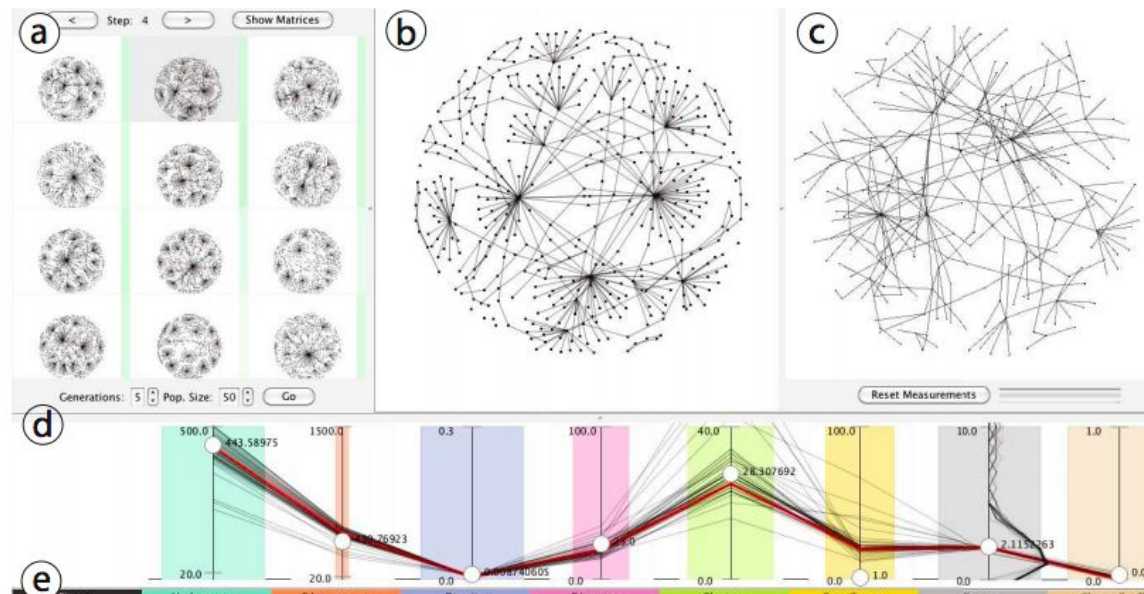 a
< Step: 4 > Show Matrices
Generations: 5 Pop. Size: 50 Go
b
c
Reset Measurements
d
500.0 1500.0 0.3 100.0 40.0 100.0 10.0 1.0
443.58975
28.307692
2.1152263
0.008740605
1.0
20.0 20.0 0.0 0.0 0.0 0.0 0.0 0.0
e